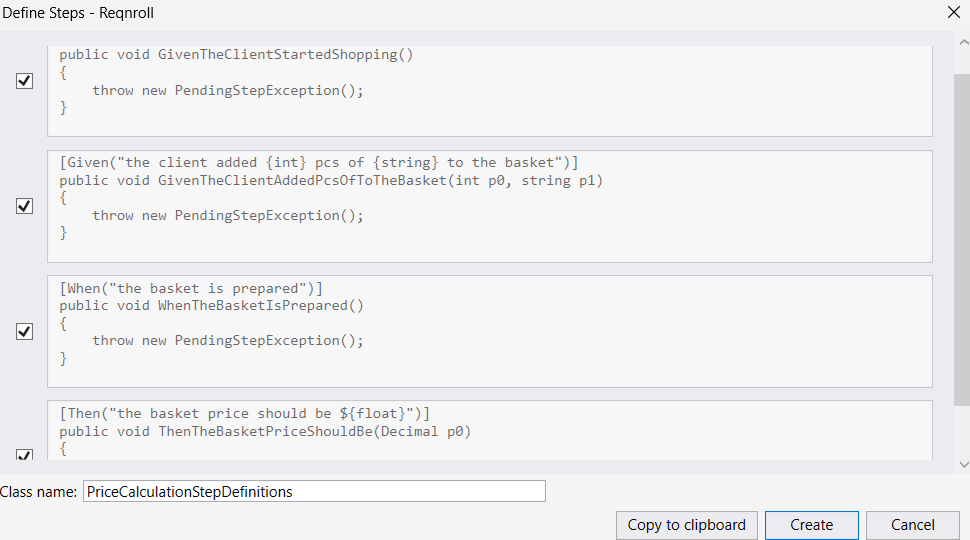 Define Steps - Reqnroll
public void GivenTheClientStartedShopping()
{
throw new PendingStepException();
}
[Given("the client added {int} pcs of {string} to the basket")]
public void GivenTheClientAddedPcsOfToTheBasket(int p0, string p1)
{
throw new PendingStepException();
}
[When("the basket is prepared")]
public void WhenTheBasketIsPrepared()
{
throw new PendingStepException();
}
[Then("the basket price should be ${float}")]
public void ThenTheBasketPriceShouldBe(Decimal p0)
{
Class name: PriceCalculationStepDefinitions
Copy to clipboard Create Cancel